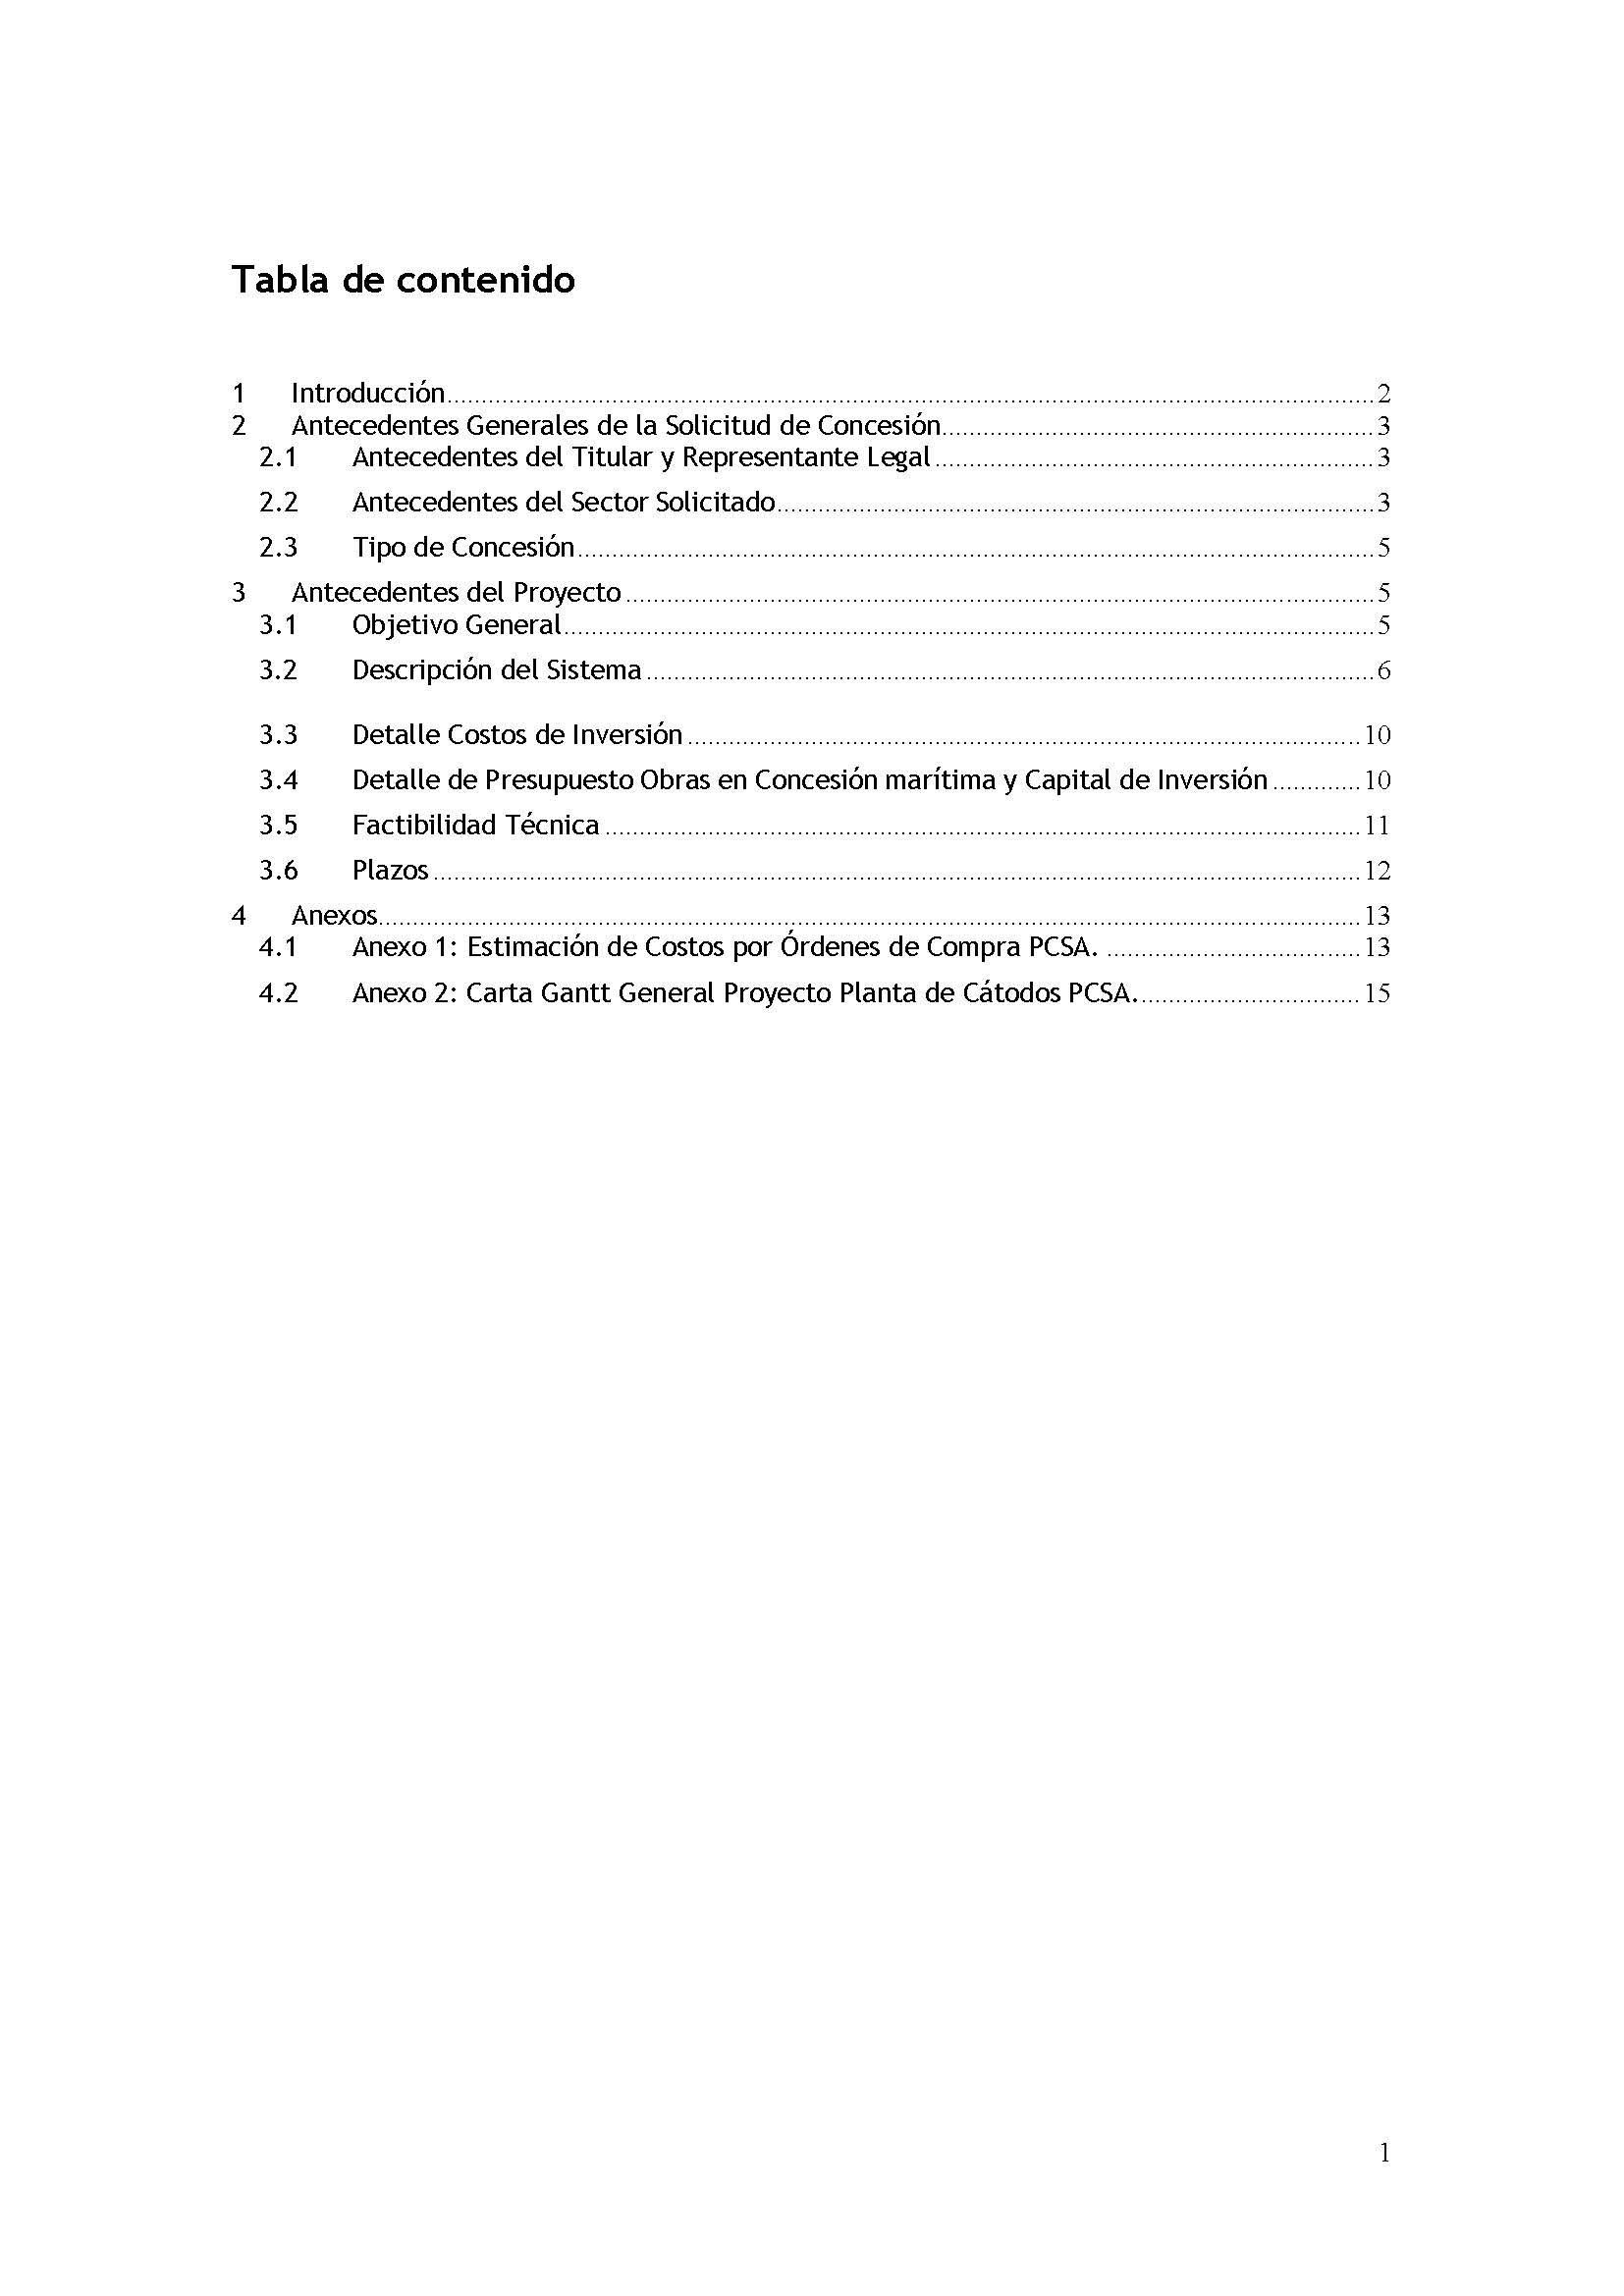 Tabla de contenido
1 Introducción 2
2 Antecedentes Generales de la Solicitud de Concesión 3
2.1 Antecedentes del Titular y Representante Legal 3
2.2 Antecedentes del Sector Solicitado 3
2.3 Tipo de Concesión 5
3 Antecedentes del Proyecto 5
3.1 Objetivo General 5
3.2 Descripción del Sistema 6
3.3 Detalle Costos de Inversión 10
3.4 Detalle de Presupuesto Obras en Concesión marítima y Capital de Inversión 10
3.5 Factibilidad Técnica 11
3.6 Plazos 12
4 Anexos 13
4.1 Anexo 1: Estimación de Costos por Órdenes de Compra PCSA. 13
4.2 Anexo 2: Carta Gantt General Proyecto Planta de Cátodos PCSA. 15
1